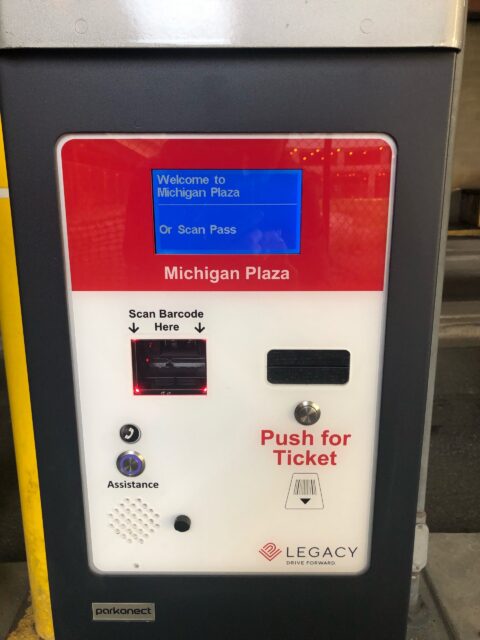 Welcome to
Michigan Plaza
Or Scan Pass
Michigan Plaza
Scan Barcode
Here
Push for
Ticket
Assistance
LEGACY
DRIVE FORWARD
parkonect